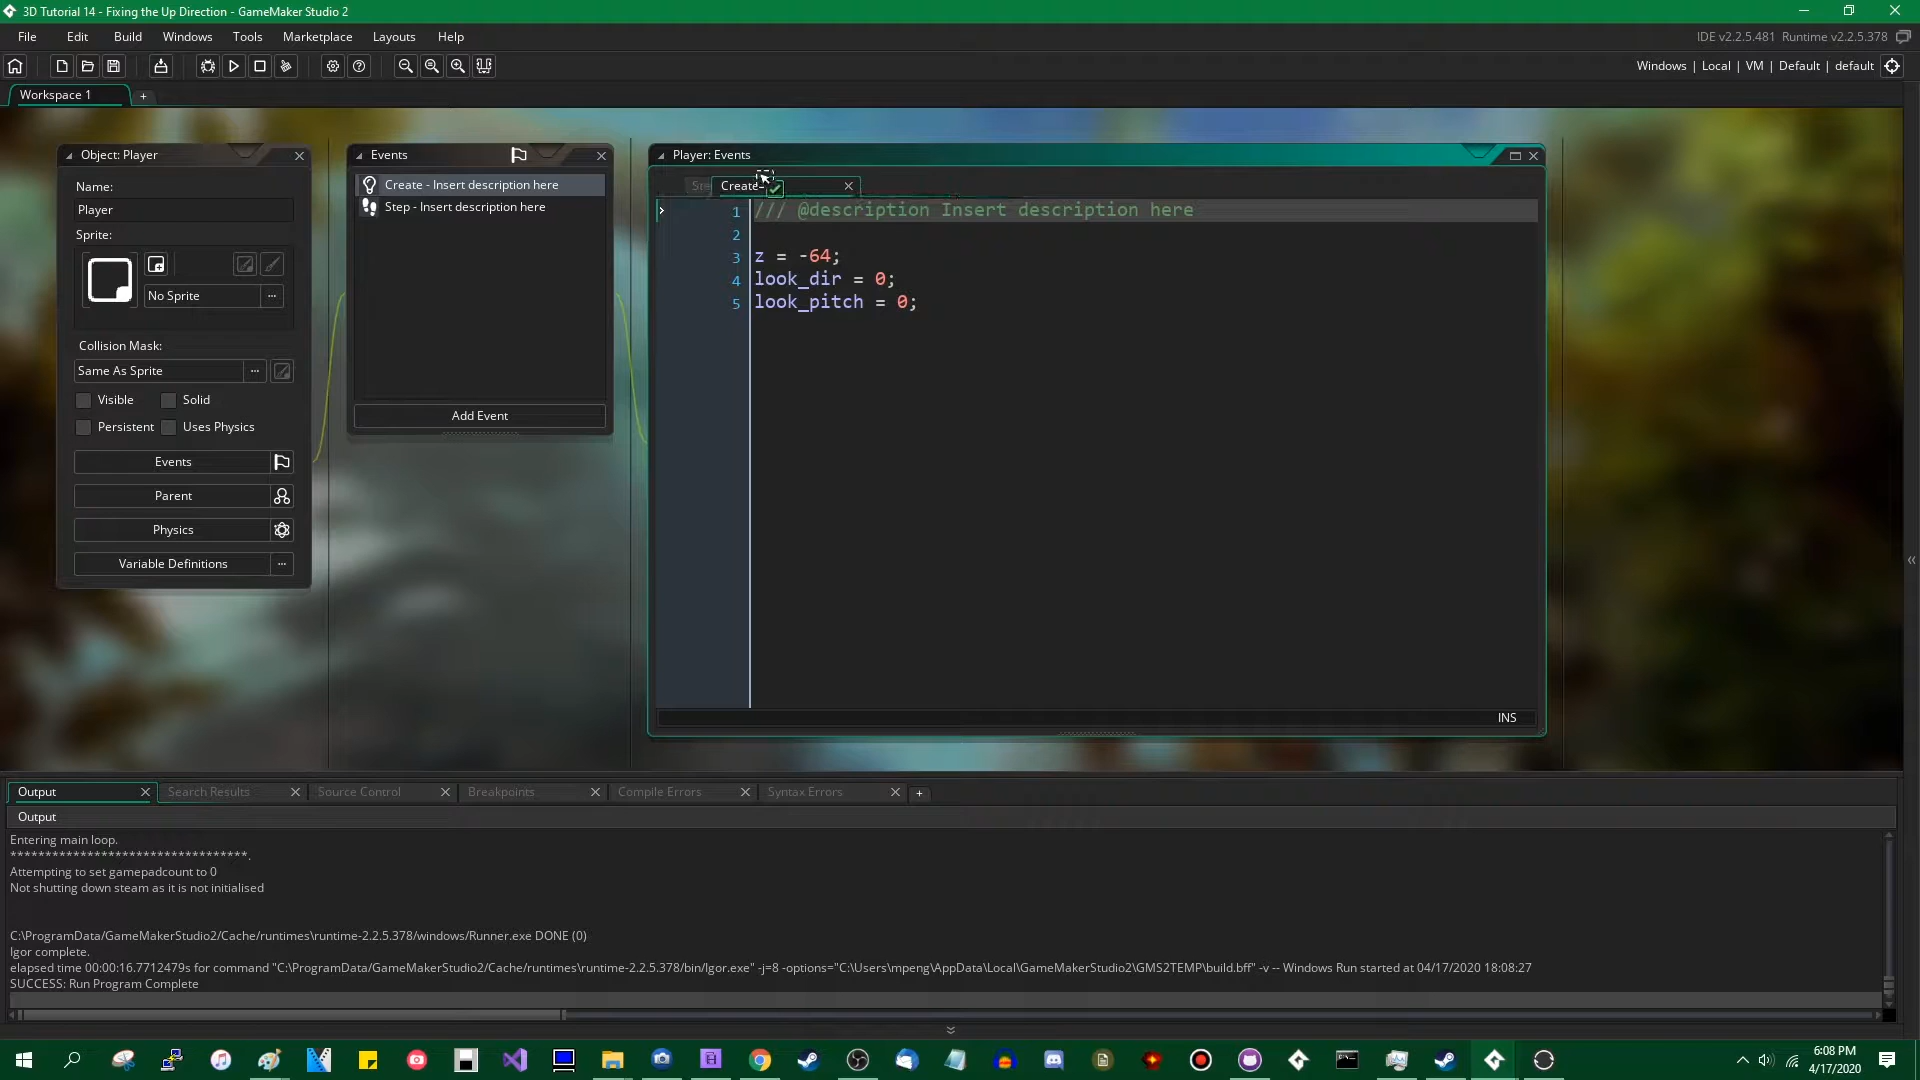 3D Tutorial 14 - Fixing the Up Direction - GameMaker Studio 2
File Edit Build Windows Tools Marketplace Layouts Help
IDE v2.2.5.481 Runtime v2.2.5.378
Windows | Local | VM | Default | default
Workspace 1
Object: Player
Name:
Player
Sprite:
No Sprite
Collision Mask:
Same As Sprite
Visible Solid
Persistent Uses Physics
Events
Parent
Physics
Variable Definitions
Events
Create - Insert description here
Step - Insert description here
Add Event
Player: Events
Create
1 /// @description Insert description here
2
3 z = -64;
4 look_dir = 0;
5 look_pitch = 0;
INS
Output Search Results Source Control Breakpoints Compile Errors Syntax Errors
Output
Entering main loop.
**********************************.
Attempting to set gamepadcount to 0
Not shutting down steam as it is not initialised
C:\ProgramData/GameMakerStudio2/Cache/runtimes\runtime-2.2.5.378/windows/Runner.exe DONE (0)
Igor complete.
elapsed time 00:00:16.7712479s for command "C:\ProgramData/GameMakerStudio2/Cache/runtimes\runtime-2.2.5.378/bin/Igor.exe" -j=8 -options="C:\Users\mpeng\AppData\Local\GameMakerStudio2\GMS2TEMP\build.bff" -v -- Windows Run started at 04/17/2020 18:08:27
SUCCESS: Run Program Complete
6:08 PM
4/17/2020